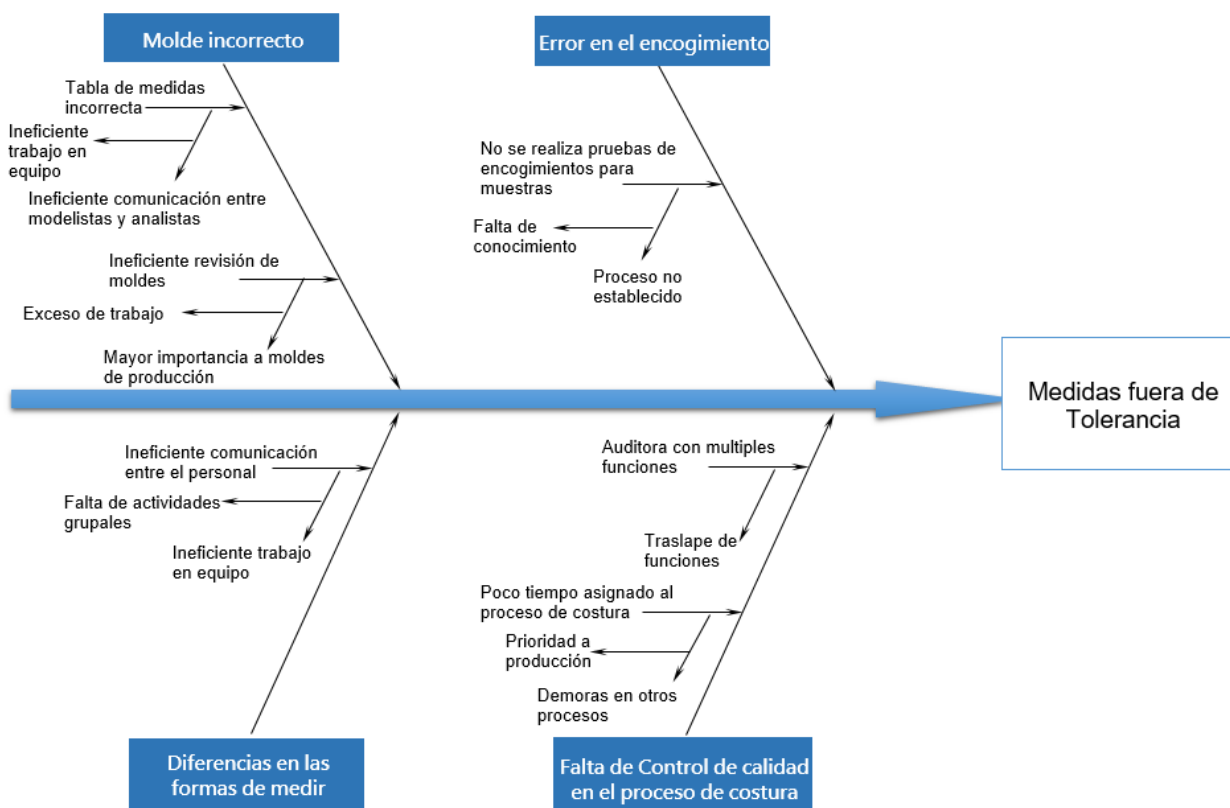 Molde incorrecto
Error en el encogimiento
Tabla de medidas
incorrecta
Ineficiente
trabajo en
equipo
Ineficiente comunicación entre
modelistas y analistas
Ineficiente revisión de
moldes
Exceso de trabajo
Mayor importancia a moldes
de producción
No se realiza pruebas de
encogimientos para
muestras
Falta de
conocimiento
Proceso no
establecido
Medidas fuera de
Tolerancia
Ineficiente comunicación
entre el personal
Falta de actividades
grupales
Ineficiente trabajo
en equipo
Auditora con multiples
funciones
Traslape de
funciones
Poco tiempo asignado al
proceso de costura
Prioridad a
producción
Demoras en otros
procesos
Diferencias en las
formas de medir
Falta de Control de calidad
en el proceso de costura